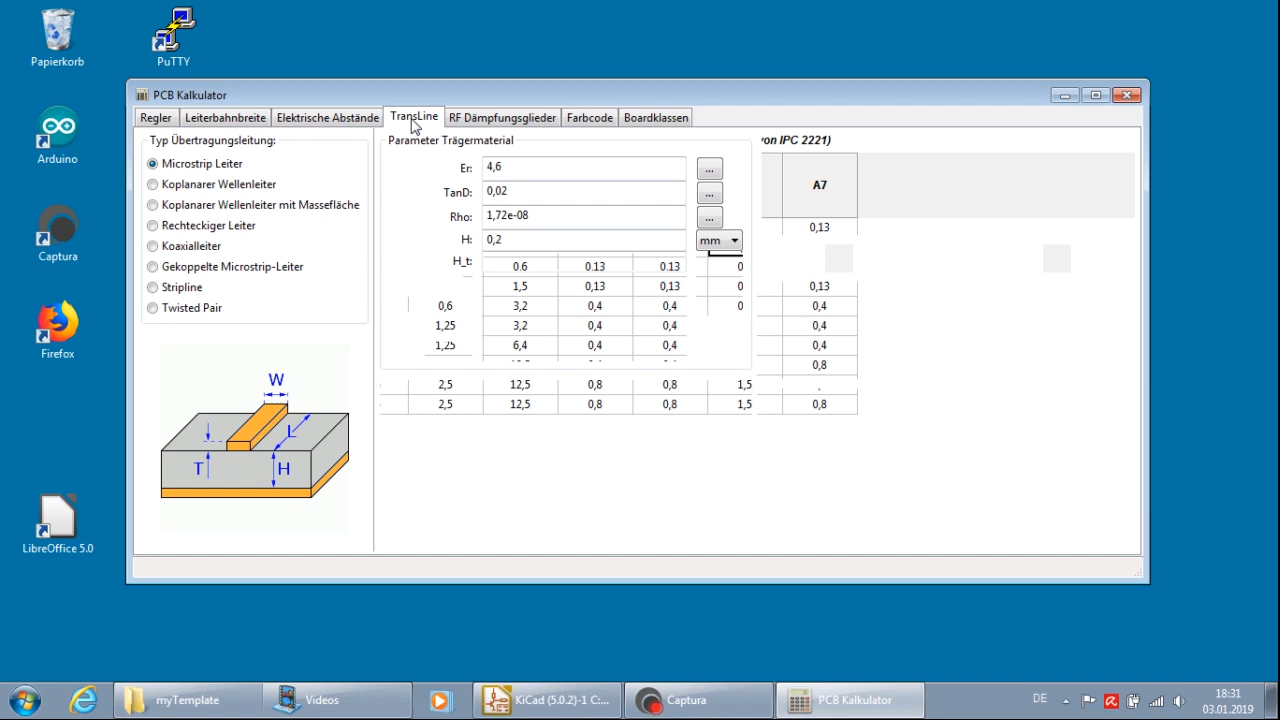 Papierkorb
PuTTY
Arduino
Captura
Firefox
LibreOffice 5.0
PCB Kalkulator
Regler Leiterbahnbreite Elektrische Abstände TransLine RF Dämpfungsglieder Farbcode Boardklassen
Typ Übertragungsleitung:
Microstrip Leiter
Koplanarer Wellenleiter
Koplanarer Wellenleiter mit Massefläche
Rechteckiger Leiter
Koaxialleiter
Gekoppelte Microstrip-Leiter
Stripline
Twisted Pair
W
L
T
H
Parameter Trägermaterial
Er: 4,6 ...
TanD: 0,02 ...
Rho: 1,72e-08 ...
H: 0,2 mm
H_t:
von IPC 2221)
A7
0,13
0.6 0.13 0.13 0
1,5 0,13 0,13 0 0,13
0,6 3,2 0,4 0,4 0 0,4
1,25 3,2 0,4 0,4 0,4
1,25 6,4 0,4 0,4 0,4
0,8
2,5 12,5 0,8 0,8 1,5
2,5 12,5 0,8 0,8 1,5 0,8
myTemplate
Videos
KiCad (5.0.2)-1 C:...
Captura
PCB Kalkulator
DE
18:31
03.01.2019